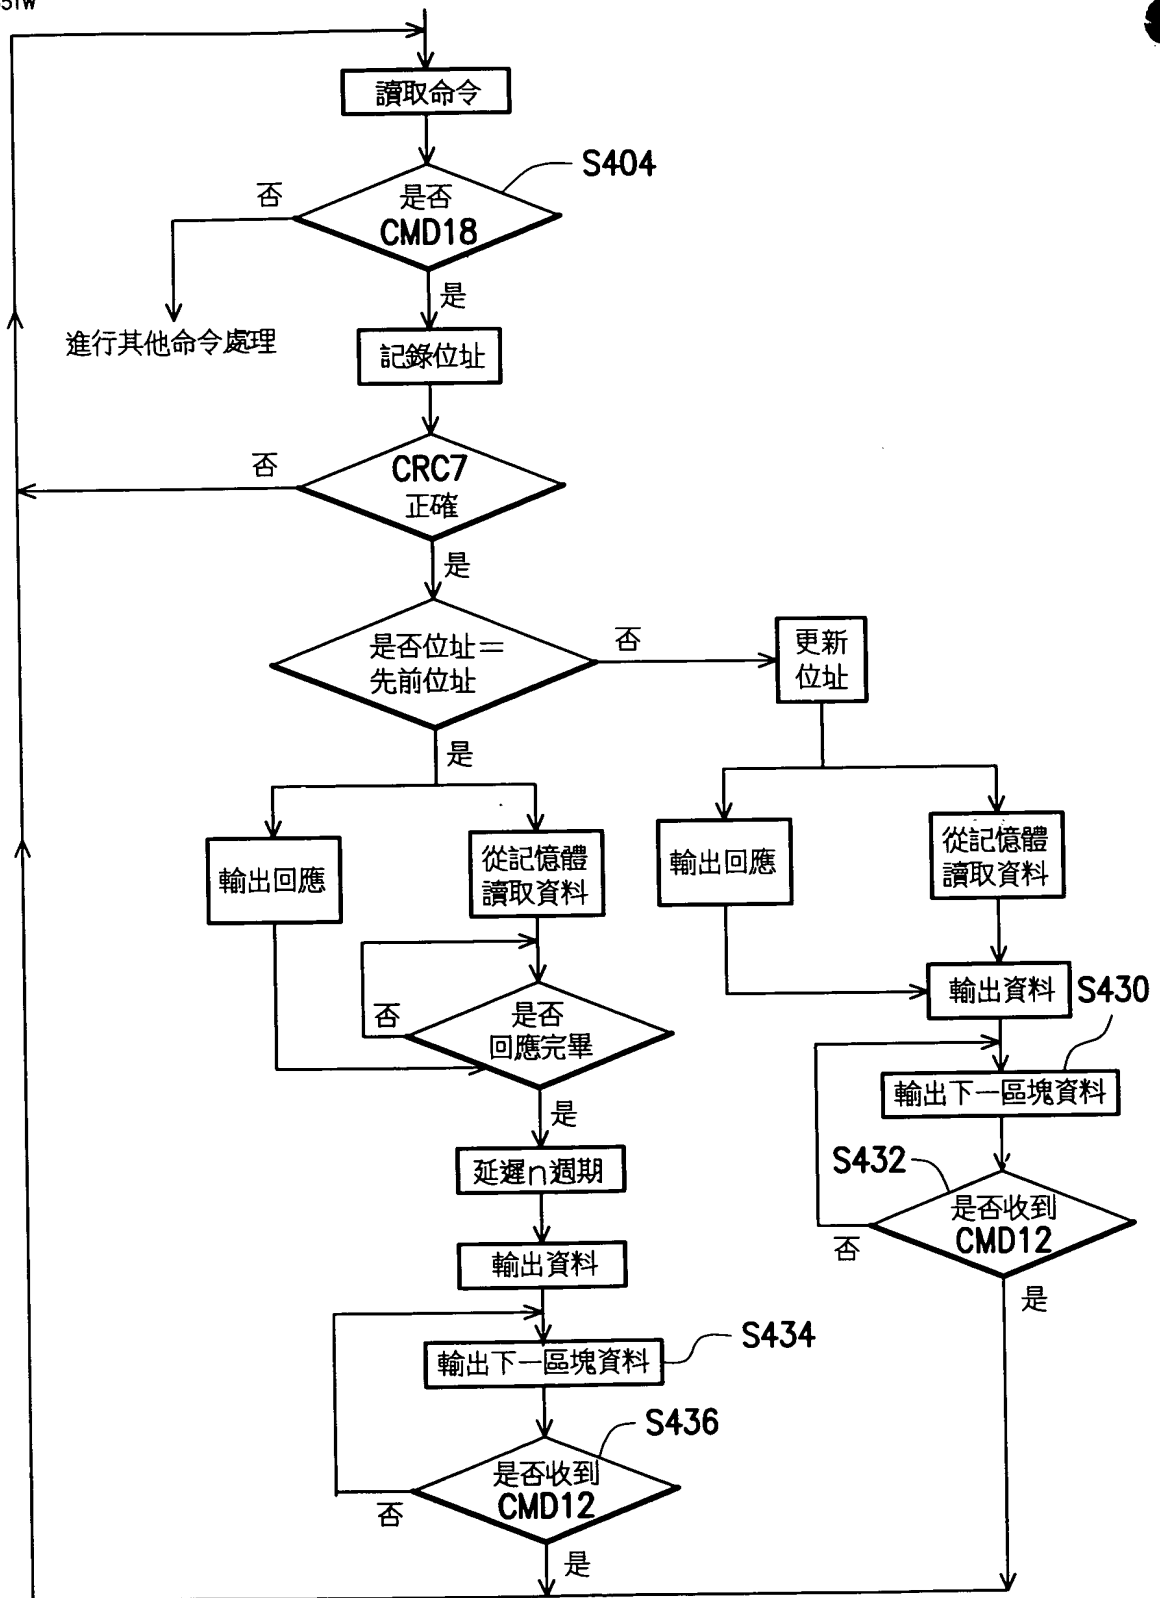 51W
讀取命令
S404
是否
CMD18
否
是
進行其他命令處理
記錄位址
否
CRC7
正確
是
是否位址=
先前位址
否
更新
位址
是
輸出回應
從記憶體
讀取資料
輸出回應
從記憶體
讀取資料
輸出資料
S430
否
是否
回應完畢
輸出下一區塊資料
是
S432
延遲n週期
是否收到
CMD12
否
輸出資料
是
S434
輸出下一區塊資料
S436
是否收到
CMD12
否
是